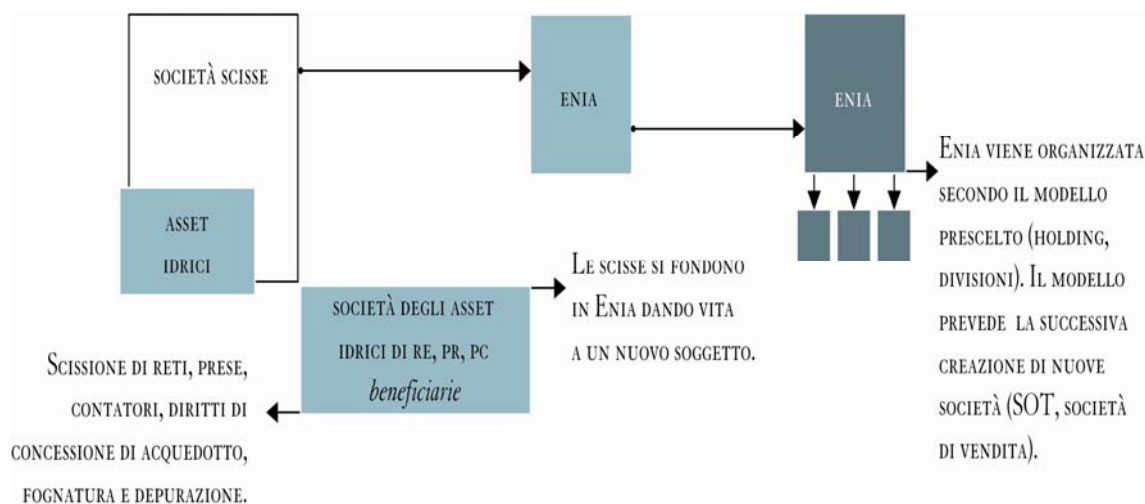 SOCIETÀ SCISSE
ASSET
IDRICI
ENIA
ENIA
SOCIETÀ DEGLI ASSET
IDRICI DI RE, PR, PC
beneficiarie
SCISSIONE DI RETI, PRESE,
CONTATORI, DIRITTI DI
CONCESSIONE DI ACQUEDOTTO,
FOGNATURA E DEPURAZIONE.
LE SCISSE SI FONDONO
IN ENIA DANDO VITA
A UN NUOVO SOGGETTO.
ENIA VIENE ORGANIZZATA
SECONDO IL MODELLO
PRESCELTO (HOLDING,
DIVISIONI). IL MODELLO
PREVEDE LA SUCCESSIVA
CREAZIONE DI NUOVE
SOCIETÀ (SOT, SOCIETÀ
DI VENDITA).